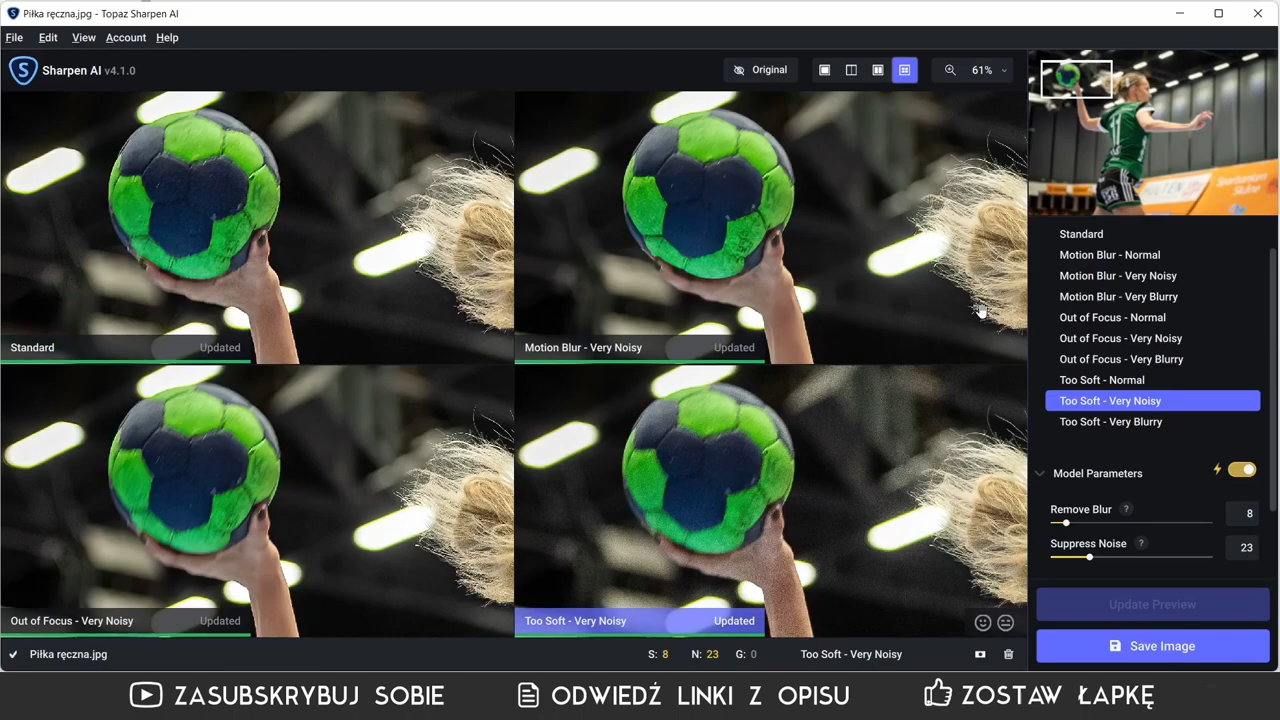 Piłka ręczna.jpg - Topaz Sharpen AI
File Edit View Account Help
Sharpen AI v4.1.0
Original
61%
17
Sparbanken
Skåne
Standard
Motion Blur - Normal
Motion Blur - Very Noisy
Motion Blur - Very Blurry
Out of Focus - Normal
Out of Focus - Very Noisy
Out of Focus - Very Blurry
Too Soft - Normal
Too Soft - Very Noisy
Too Soft - Very Blurry
Standard Updated
Motion Blur - Very Noisy Updated
Out of Focus - Very Noisy Updated
Too Soft - Very Noisy Updated
Model Parameters
Remove Blur ? 8
Suppress Noise ? 23
Update Preview
Save Image
Piłka ręczna.jpg
S: 8 N: 23 G: 0 Too Soft - Very Noisy
ZASUBSKRYBUJ SOBIE
ODWIEDŹ LINKI Z OPISU
ZOSTAW ŁAPKĘ